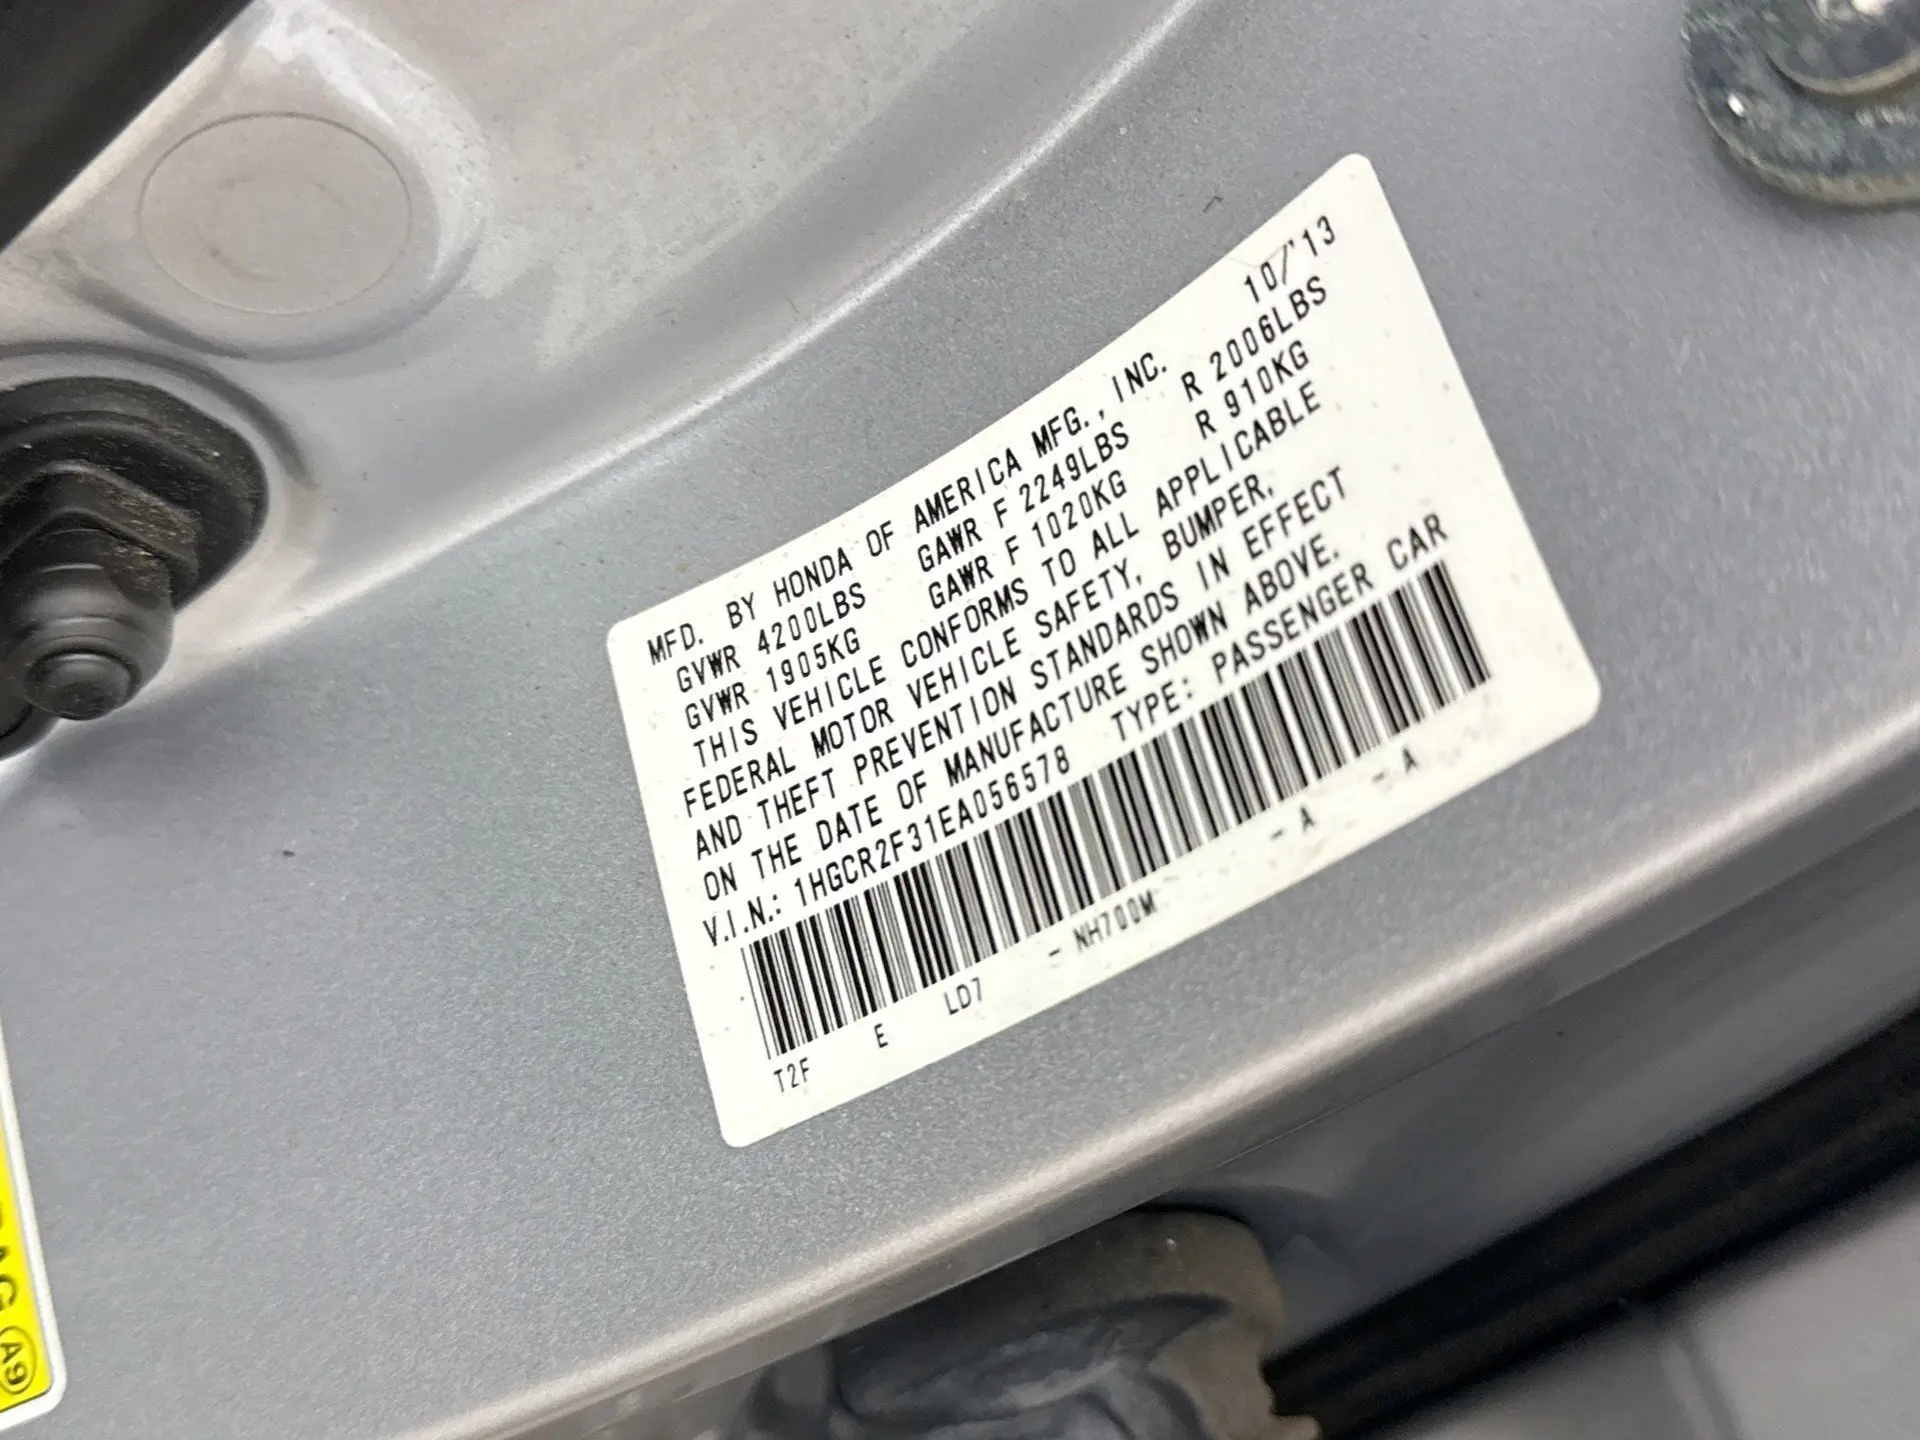 MFD. BY HONDA OF AMERICA MFG., INC. 10/'13
GVWR 4200LBS GAWR F 2249LBS R 2006LBS
GVWR 1905KG GAWR F 1020KG R 910KG
THIS VEHICLE CONFORMS TO ALL APPLICABLE
FEDERAL MOTOR VEHICLE SAFETY, BUMPER,
AND THEFT PREVENTION STANDARDS IN EFFECT
ON THE DATE OF MANUFACTURE SHOWN ABOVE.
V.I.N.: 1HGCR2F31EA056578 TYPE: PASSENGER CAR
T2F E LD7 - NH700M - A - A
A9